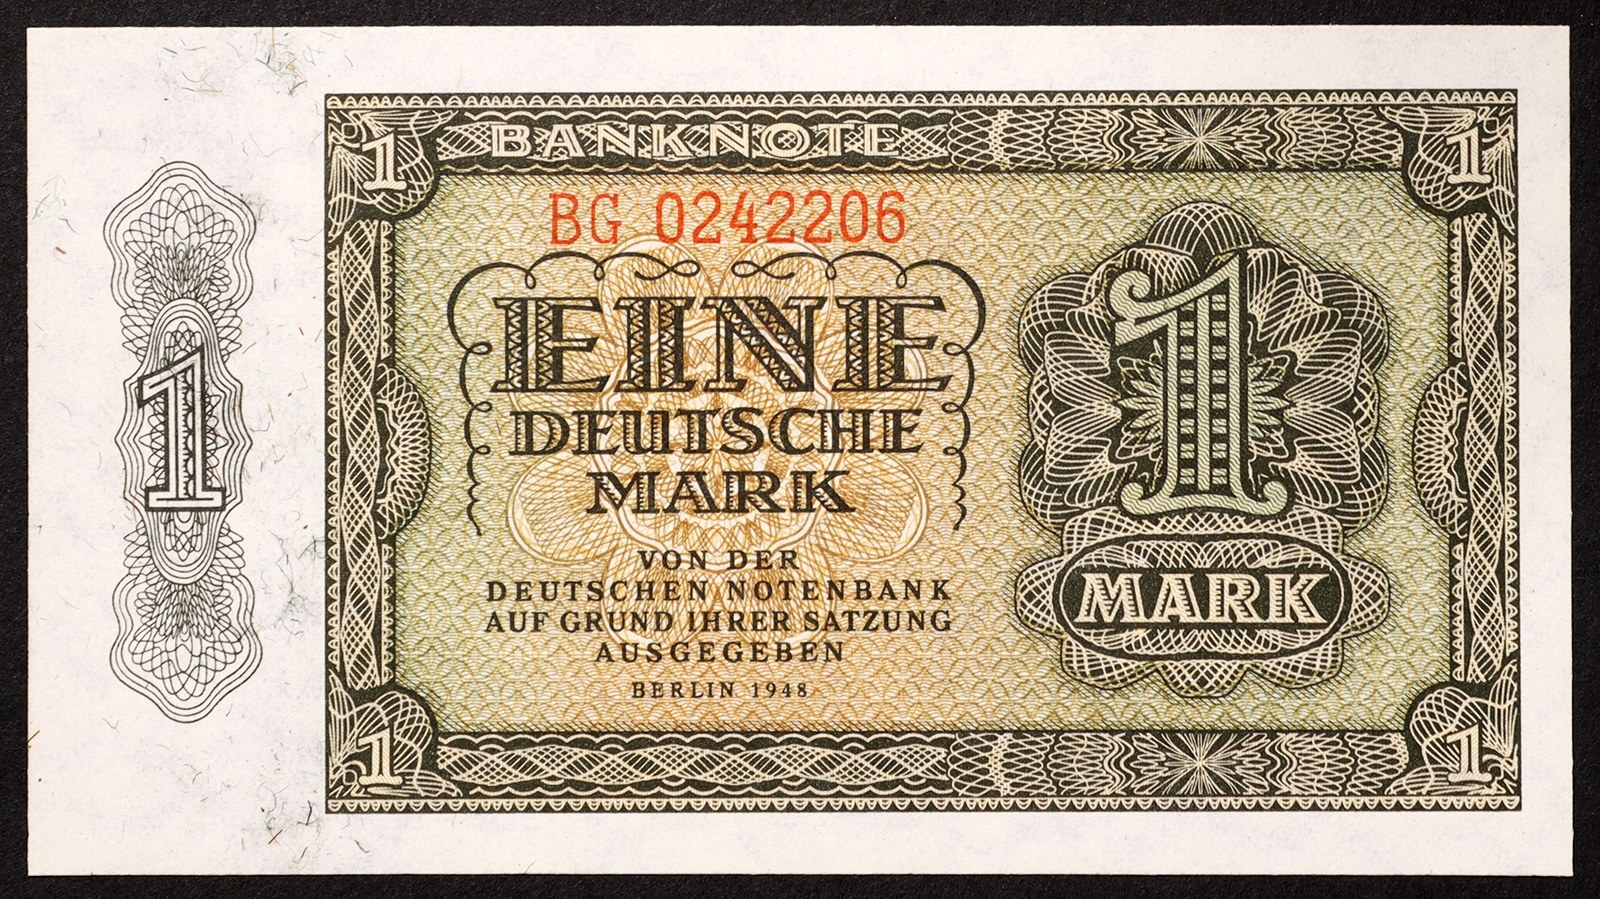 1 BANKNOTE 1
BG 0242206
EINE
DEUTSCHE
MARK
VON DER
DEUTSCHEN NOTENBANK
AUF GRUND IHRER SATZUNG
AUSGEGEBEN
BERLIN 1948
1
1
MARK
1 1